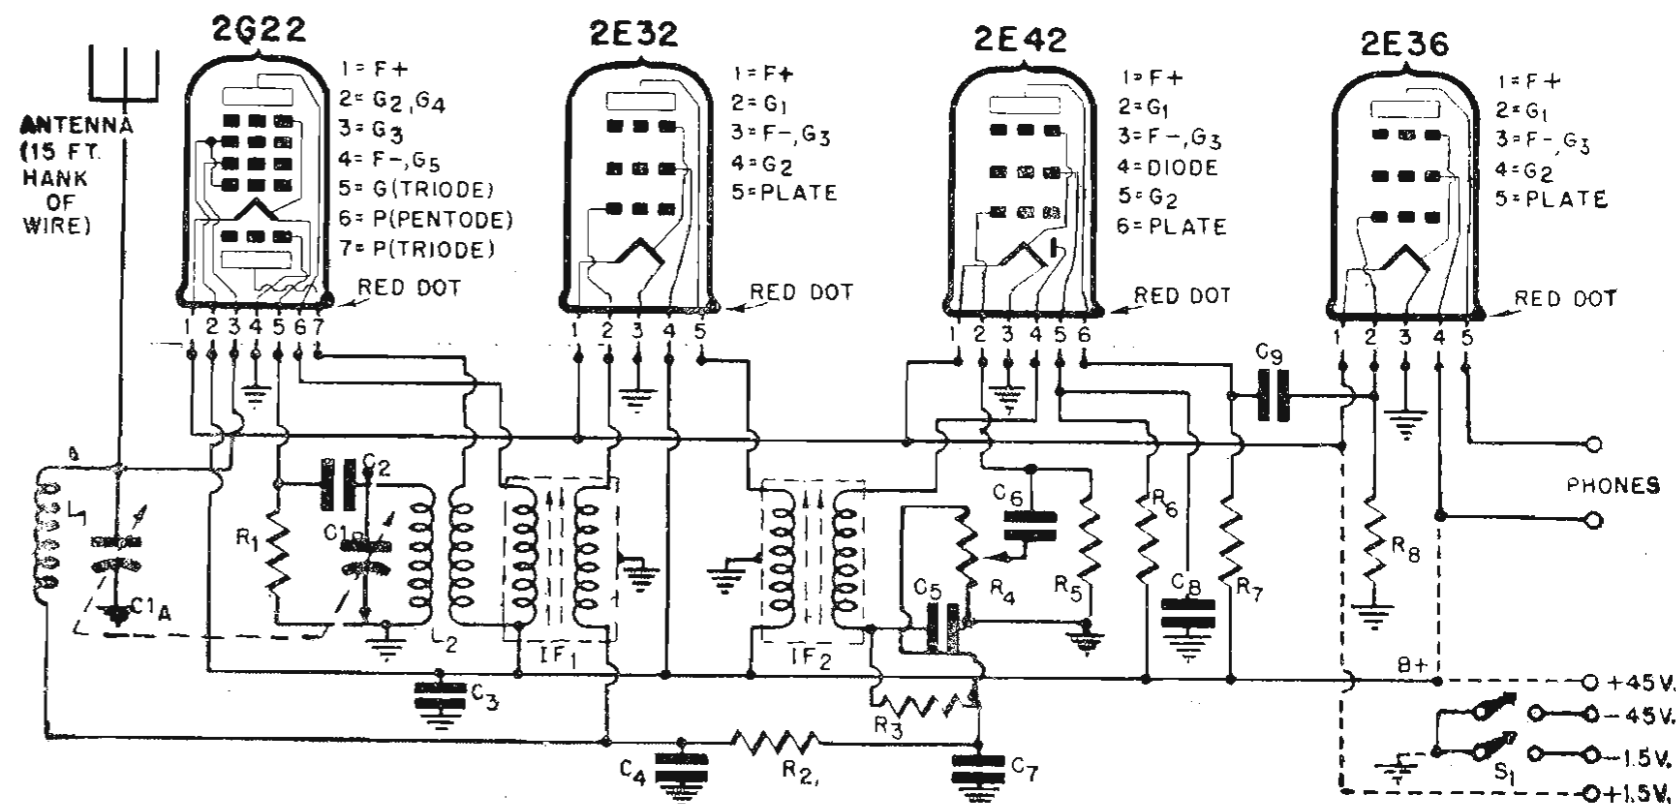 2G22
2E32
2E42
2E36
ANTENNA
(15 FT.
HANK
OF
WIRE)
1 = F+
2 = G2, G4
3 = G3
4 = F-, G5
5 = G (TRIODE)
6 = P (PENTODE)
7 = P (TRIODE)
RED DOT
1 = F+
2 = G1
3 = F-, G3
4 = G2
5 = PLATE
RED DOT
1 = F+
2 = G1
3 = F-, G3
4 = DIODE
5 = G2
6 = PLATE
RED DOT
1 = F+
2 = G1
3 = F-, G3
4 = G2
5 = PLATE
RED DOT
1 2 3 4 5 6 7
1 2 3 4 5
1 2 3 4 5 6
1 2 3 4 5
C9
L1
C1A
R1
C2
C1B
L2
IF1
IF2
C3
C4
R2
R3
C5
R4
C6
R5
R6
C7
C8
R7
R8
PHONES
B+
+45V.
-45V.
-1.5V.
S1
+1.5V.